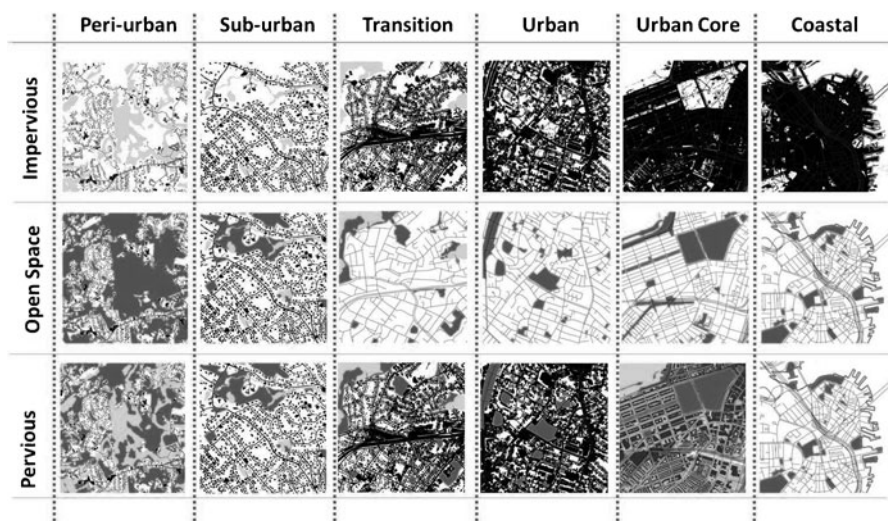 Peri-urban Sub-urban Transition Urban Urban Core Coastal
Impervious
Open Space
Pervious